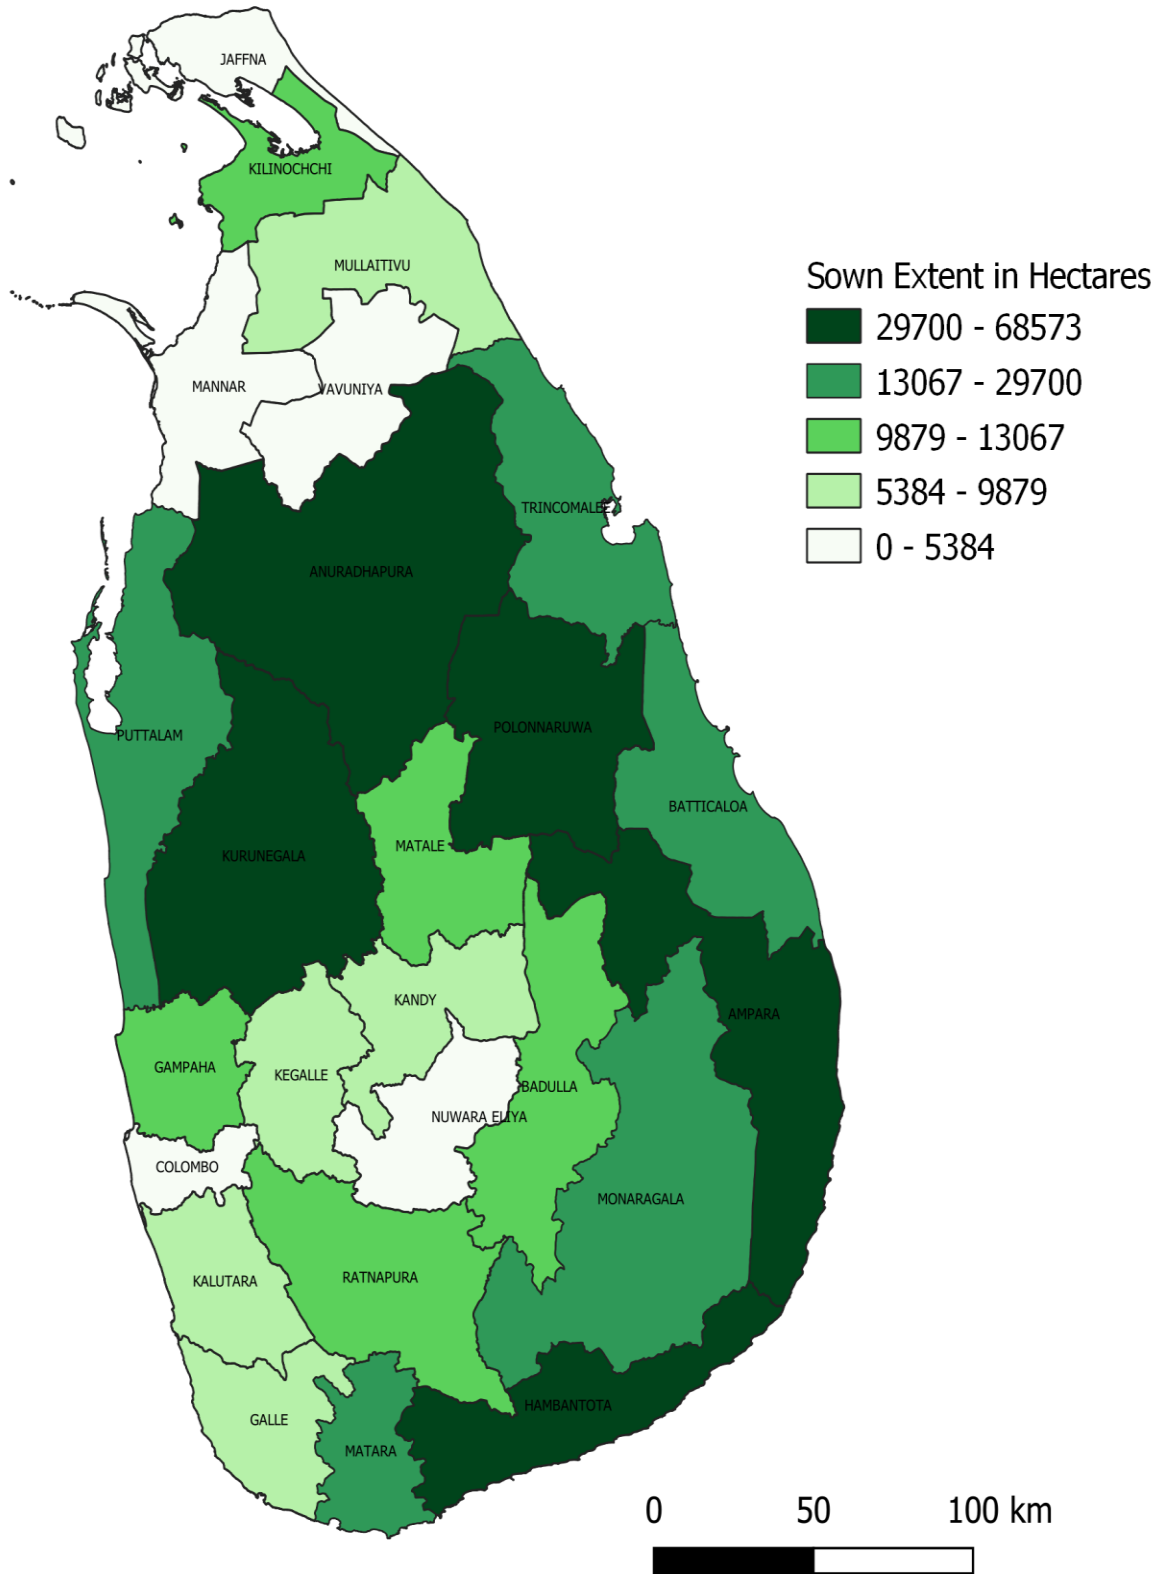 JAFFNA
KILINOCHCHI
MULLAITIVU
Sown Extent in Hectares
29700 - 68573
13067 - 29700
9879 - 13067
5384 - 9879
0 - 5384
MANNAR
VAVUNIYA
TRINCOMALEE
ANURADHAPURA
POLONNARUWA
PUTTALAM
BATTICALOA
MATALE
KURUNEGALA
KANDY
AMPARA
GAMPAHA
KEGALLE
BADULLA
NUWARA ELIYA
COLOMBO
MONARAGALA
RATNAPURA
KALUTARA
HAMBANTOTA
GALLE
MATARA
0 50 100 km